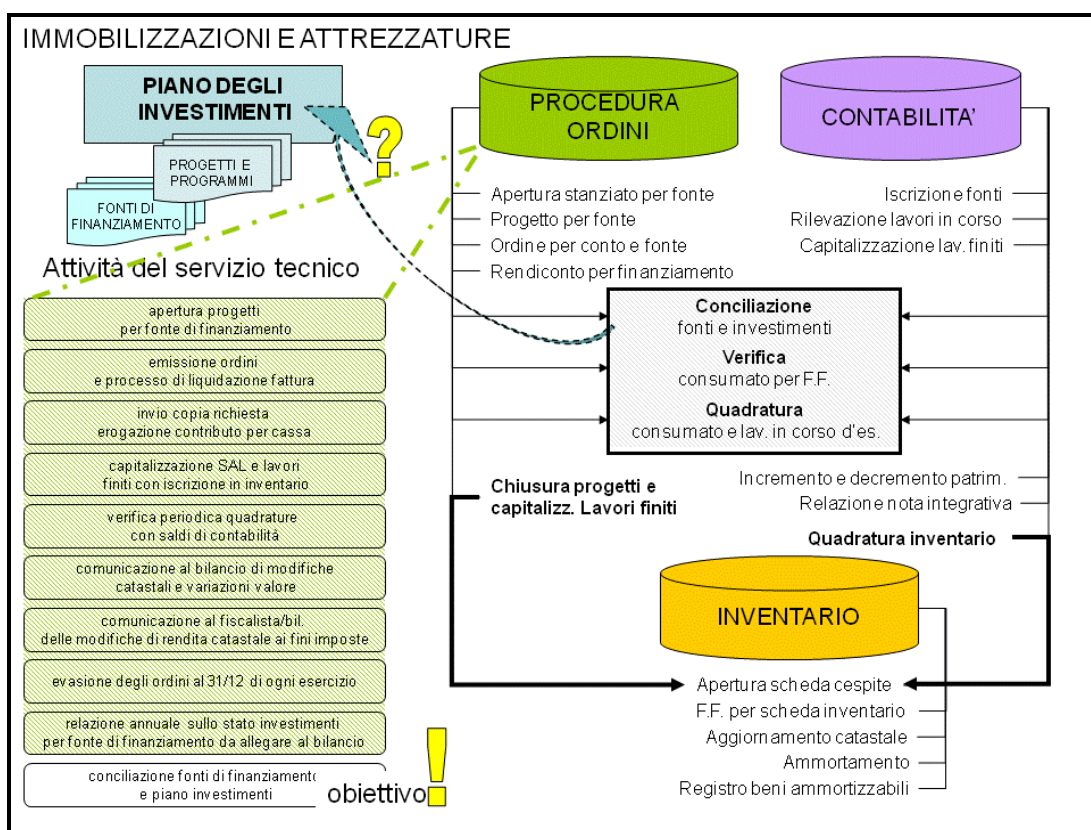 IMMOBILIZZAZIONI E ATTREZZATURE
PIANO DEGLI
INVESTIMENTI
PROGETTI E
PROGRAMMI
FONTI DI
FINANZIAMENTO
?
PROCEDURA
ORDINI
CONTABILITA'
Apertura stanziato per fonte
Progetto per fonte
Ordine per conto e fonte
Rendiconto per finanziamento
Iscrizione fonti
Rilevazione lavori in corso
Capitalizzazione lav. finiti
Attività del servizio tecnico
apertura progetti
per fonte di finanziamento
emissione ordini
e processo di liquidazione fattura
invio copia richiesta
erogazione contributo per cassa
capitalizzazione SAL e lavori
finiti con iscrizione in inventario
verifica periodica quadrature
con saldi di contabilità
comunicazione al bilancio di modifiche
catastali e variazioni valore
comunicazione al fiscalista/bil.
delle modifiche di rendita catastale ai fini imposte
evasione degli ordini al 31/12 di ogni esercizio
relazione annuale sullo stato investimenti
per fonte di finanziamento da allegare al bilancio
conciliazione fonti di finanziamento
e piano investimenti
obiettivo
!
Conciliazione
fonti e investimenti
Verifica
consumato per F.F.
Quadratura
consumato e lav. in corso d'es.
Chiusura progetti e
capitalizz. Lavori finiti
Incremento e decremento patrim.
Relazione nota integrativa
Quadratura inventario
INVENTARIO
Apertura scheda cespite
F.F. per scheda inventario
Aggiornamento catastale
Ammortamento
Registro beni ammortizzabili